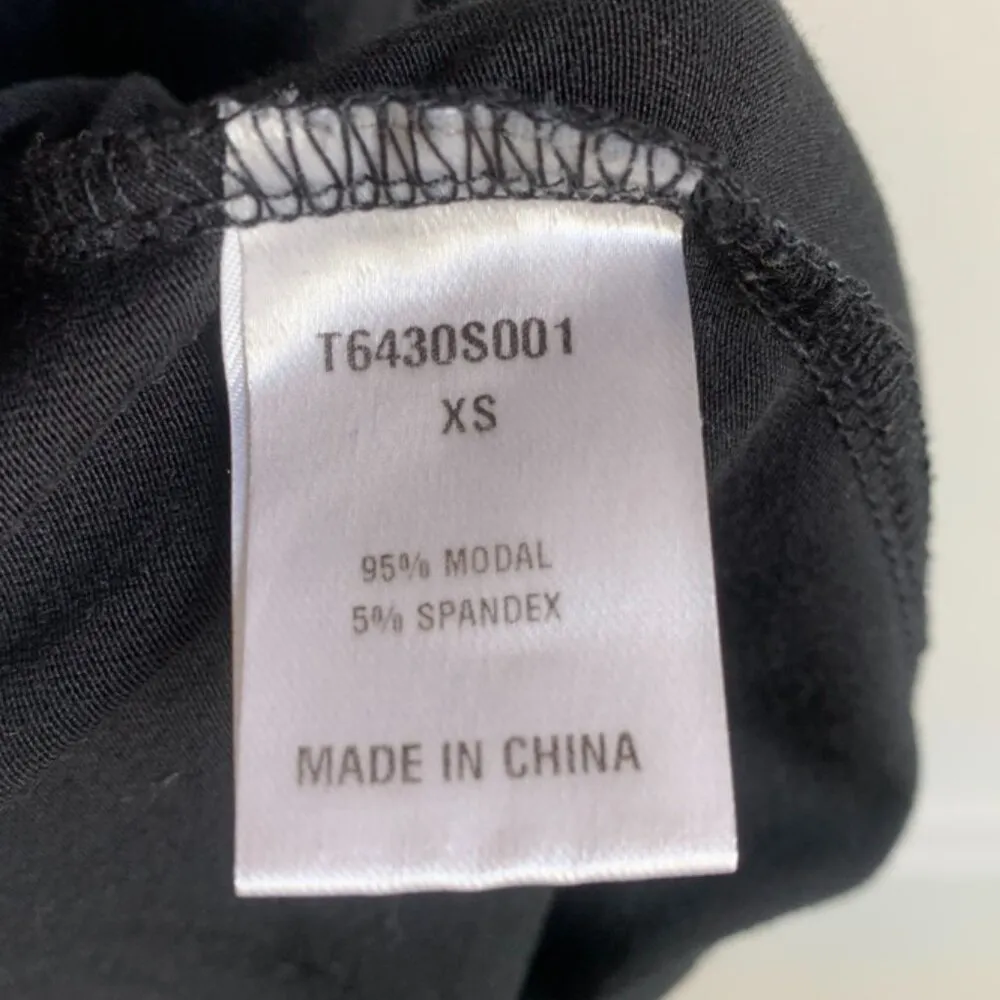 T6430S001
XS
95% MODAL
5% SPANDEX
MADE IN CHINA